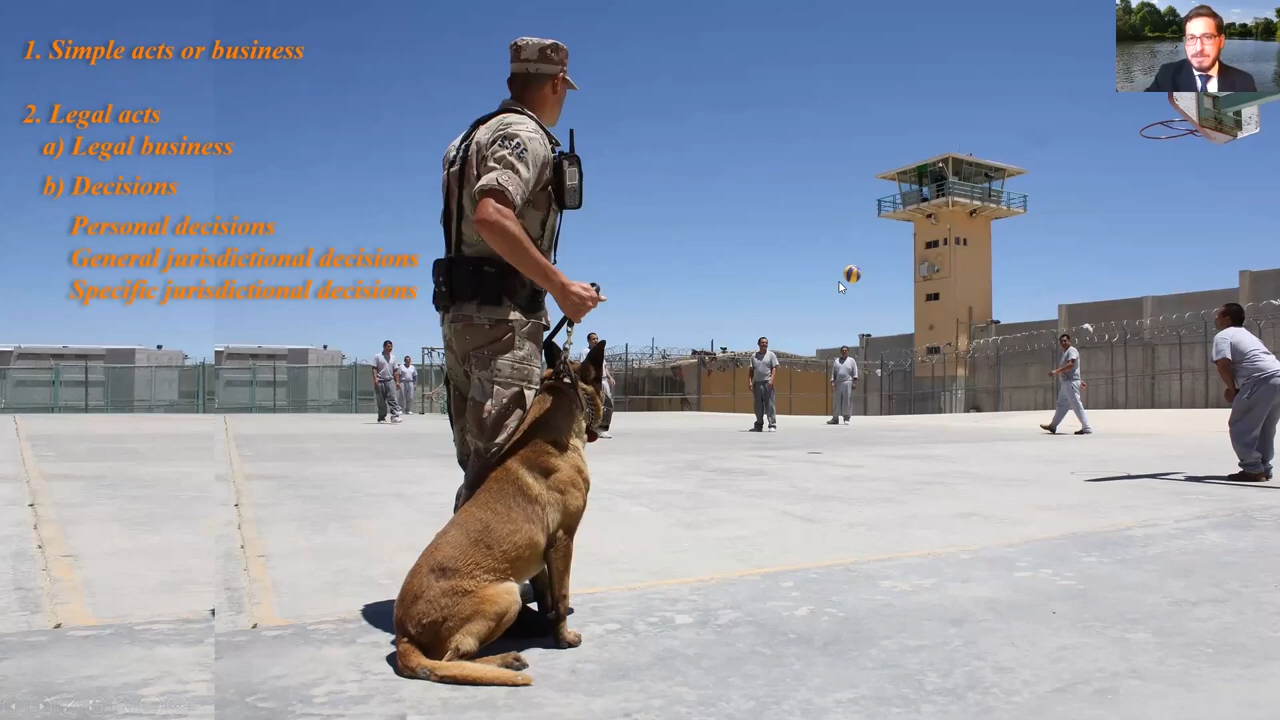 1. Simple acts or business
2. Legal acts
a) Legal business
b) Decisions
Personal decisions
General jurisdictional decisions
Specific jurisdictional decisions